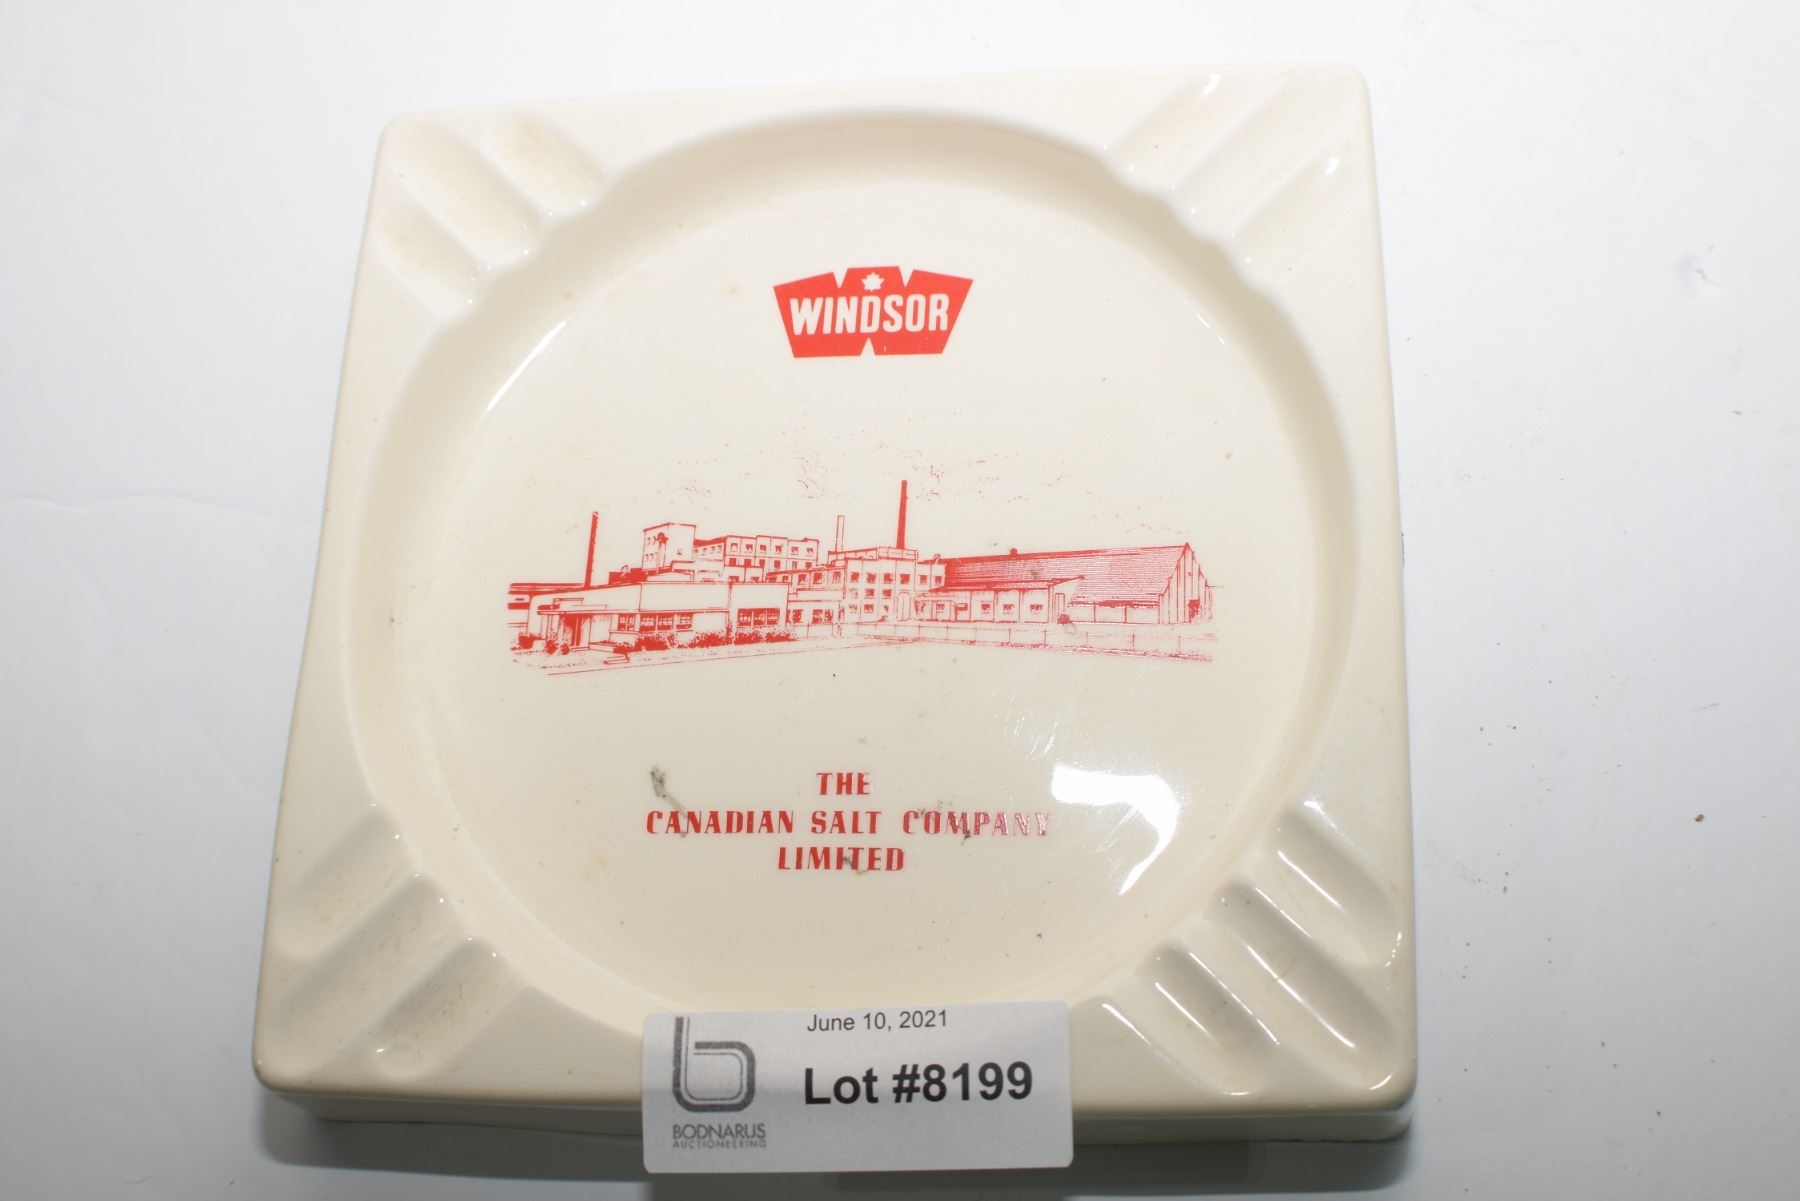 WINDSOR
THE
CANADIAN SALT COMPANY
LIMITED
June 10, 2021
Lot #8199
BODNARUS
AUCTIONEERING